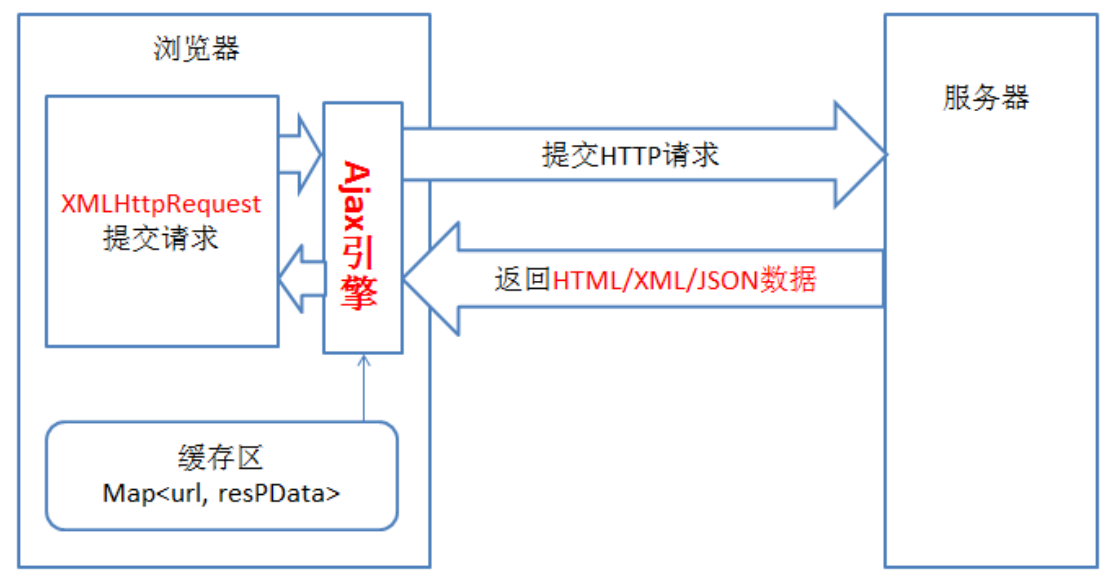 浏览器
服务器
XMLHttpRequest
提交请求
Ajax引擎
提交HTTP请求
返回HTML/XML/JSON数据
缓存区
Map<url, resPData>